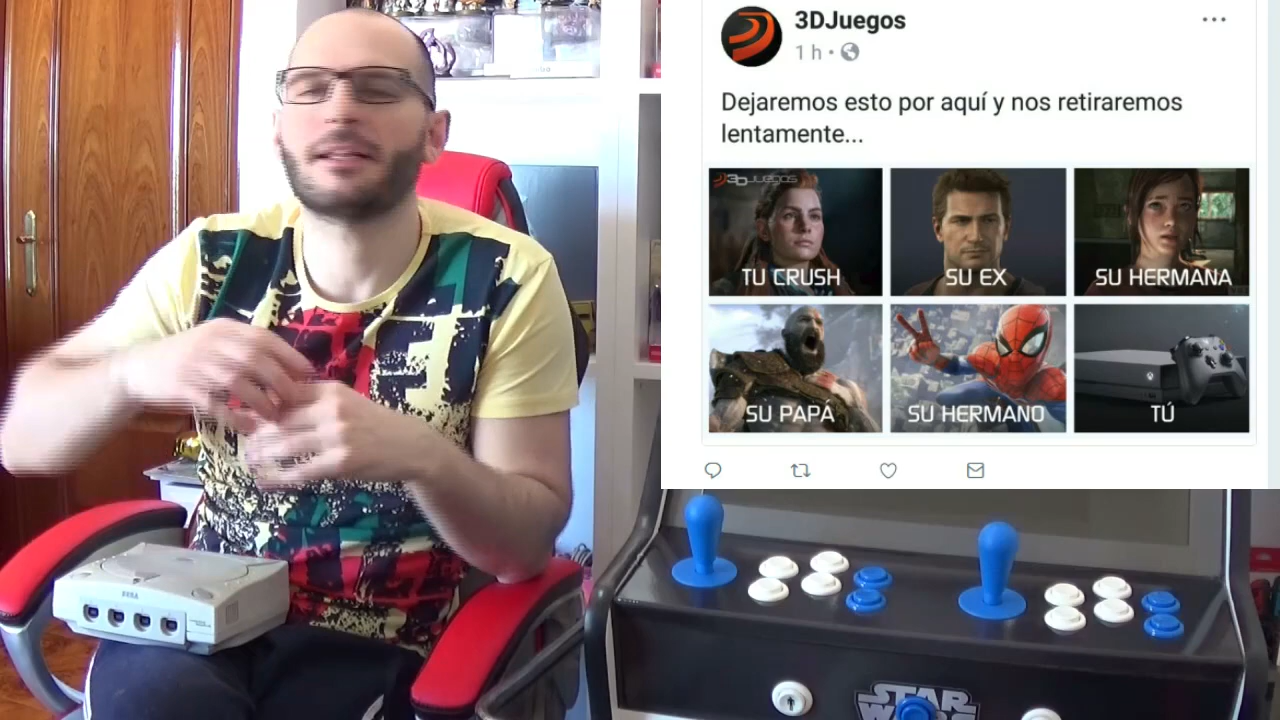 3DJuegos
1 h
Dejaremos esto por aquí y nos retiraremos
lentamente...
3DJUEGOS
TU CRUSH
SU EX
SU HERMANA
SU PAPÁ
SU HERMANO
TÚ
SEGA
STAR
WARS